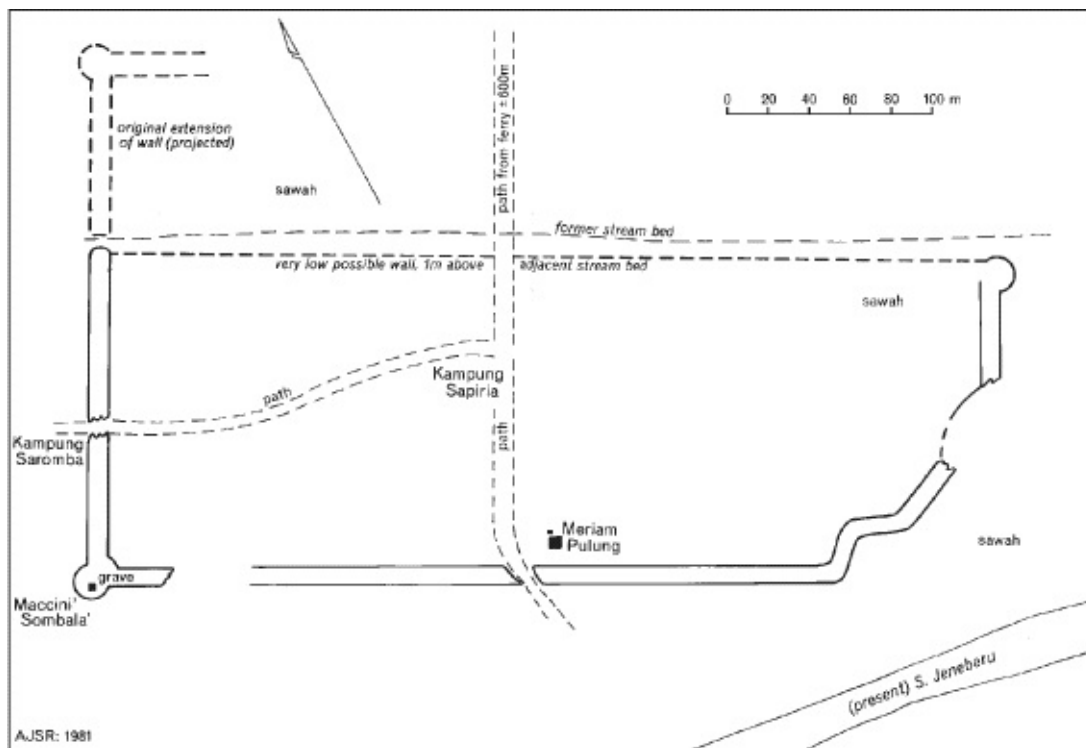 original extension
of wall (projected)
path from ferry ± 600m
0 20 40 60 80 100 m
sawah
former stream bed
very low possible wall, 1m above
adjacent stream bed
sawah
Kampung
Sapiria
path
path
Kampung
Saromba
Meriam
Pulung
sawah
grave
Maccini'
Sombala'
(present) S. Jenebaru
AJSR: 1981